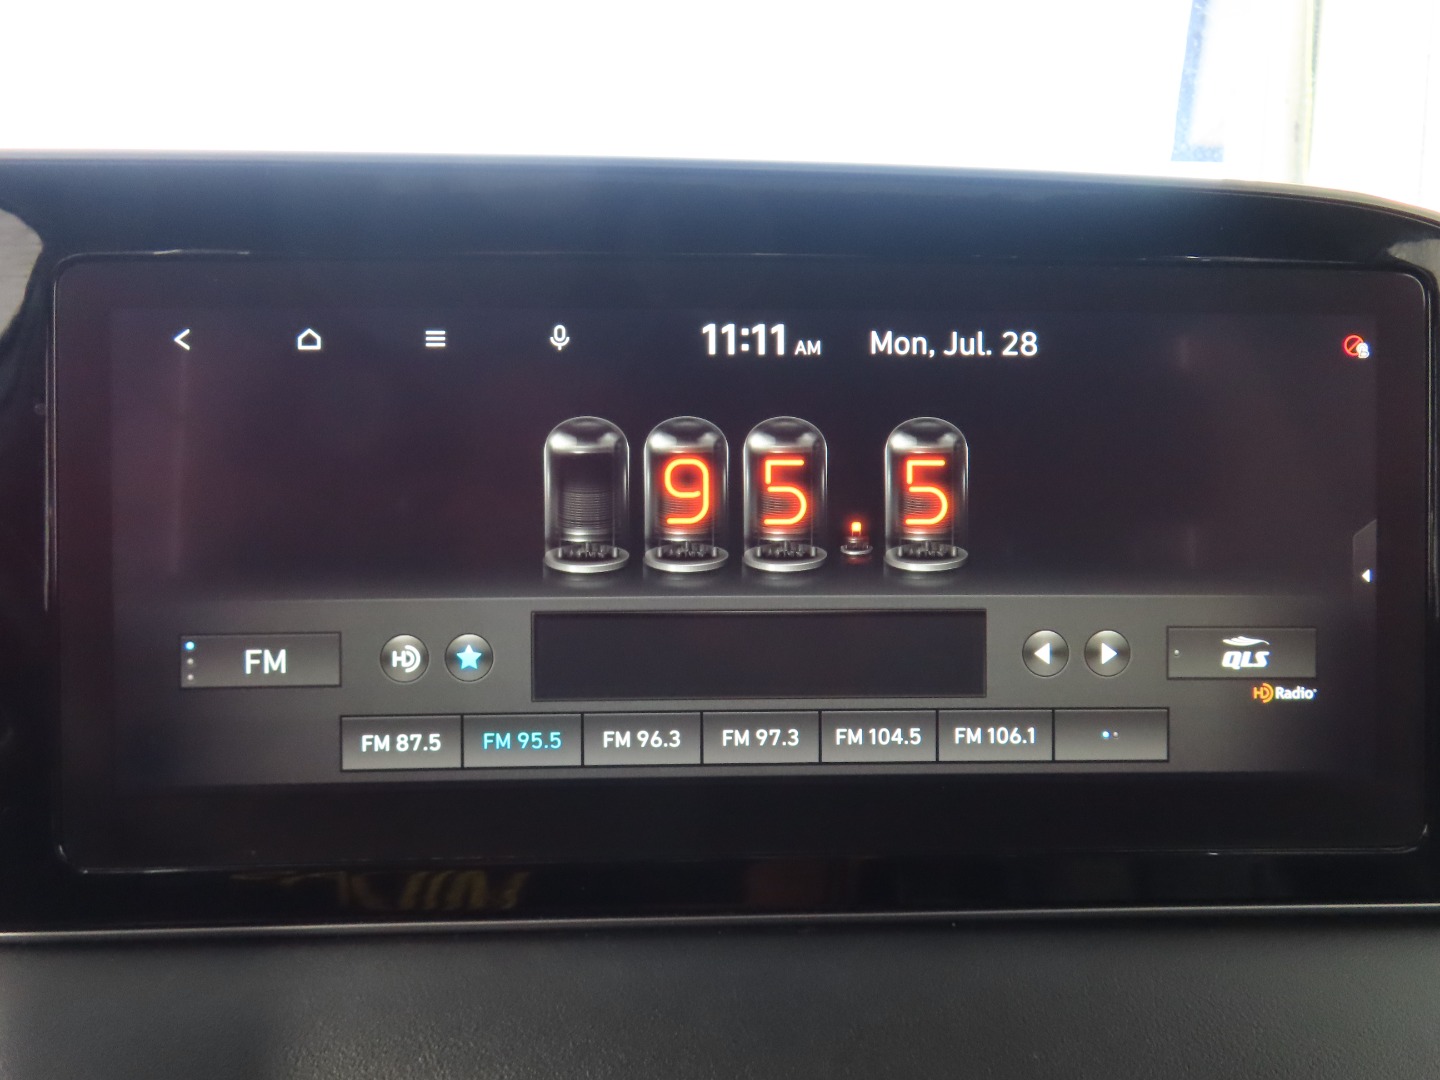 11:11 AM Mon, Jul. 28
95.5
FM
HD
QLS
HD Radio
FM 87.5
FM 95.5
FM 96.3
FM 97.3
FM 104.5
FM 106.1